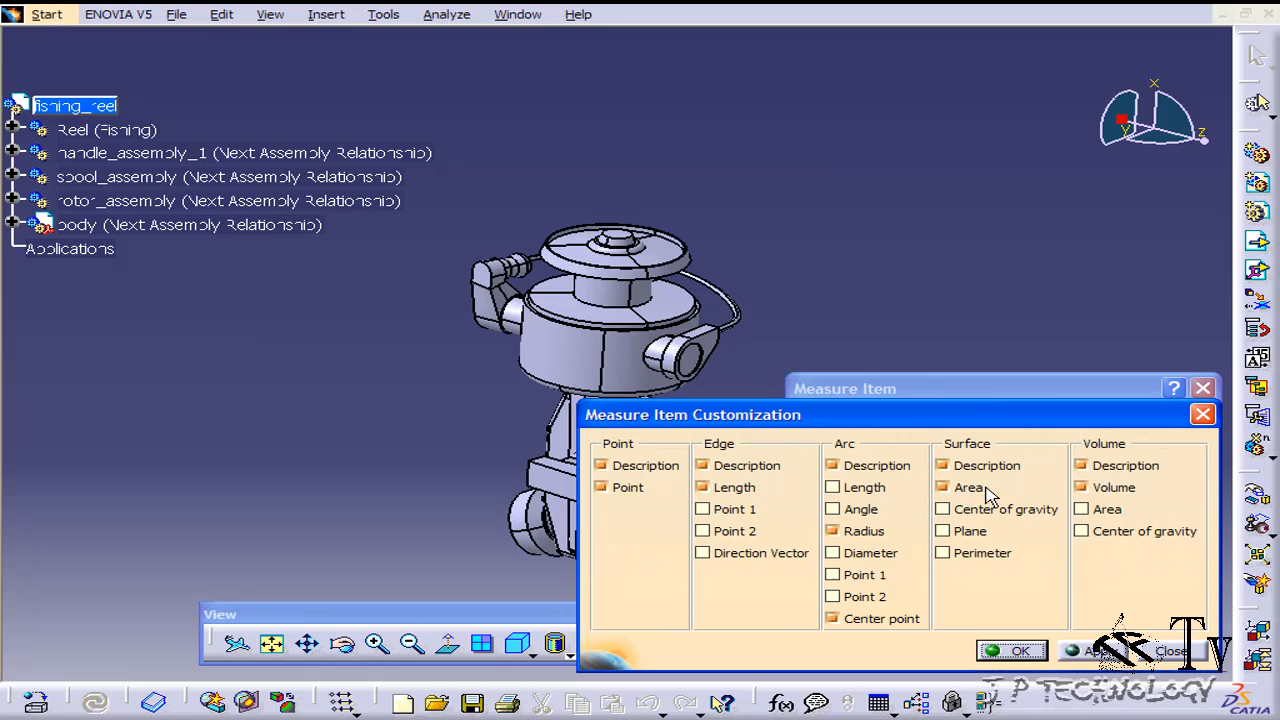 Start ENOVIA V5 File Edit View Insert Tools Analyze Window Help
fishing_reel
Reel (Fishing)
handle_assembly_1 (Next Assembly Relationship)
spool_assembly (Next Assembly Relationship)
rotor_assembly (Next Assembly Relationship)
body (Next Assembly Relationship)
Applications
x
y
z
Measure Item
?
Measure Item Customization
Point Edge Arc Surface Volume
Description Description Description Description Description
Point Length Length Area Volume
Point 1 Angle Center of gravity Area
Point 2 Radius Plane Center of gravity
Direction Vector Diameter Perimeter
Point 1
Point 2
Center point
OK Close
View
Tv
T P TECHNOLOGY
CATIA